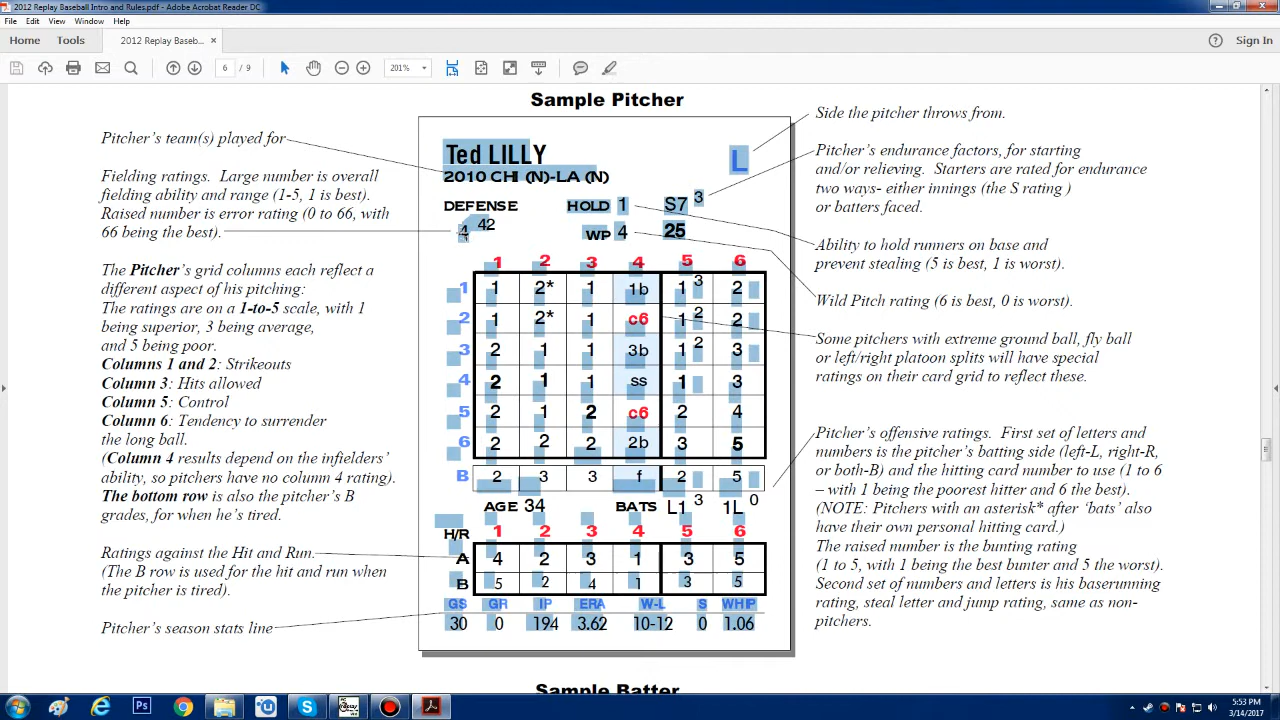 2012 Replay Baseball Intro and Rules.pdf - Adobe Acrobat Reader DC
File Edit View Window Help
Home Tools 2012 Replay Baseb... × Sign In
6 / 9 201%
Sample Pitcher
Pitcher's team(s) played for
Fielding ratings. Large number is overall
fielding ability and range (1-5, 1 is best).
Raised number is error rating (0 to 66, with
66 being the best).
The Pitcher's grid columns each reflect a
different aspect of his pitching:
The ratings are on a 1-to-5 scale, with 1
being superior, 3 being average,
and 5 being poor.
Columns 1 and 2: Strikeouts
Column 3: Hits allowed
Column 5: Control
Column 6: Tendency to surrender
the long ball.
(Column 4 results depend on the infielders'
ability, so pitchers have no column 4 rating).
The bottom row is also the pitcher's B
grades, for when he's tired.
Ratings against the Hit and Run.
(The B row is used for the hit and run when
the pitcher is tired).
Pitcher's season stats line
Ted LILLY L
2010 CHI (N)-LA (N)
DEFENSE HOLD 1 S7 3
4 42 WP 4 25
1 2 3 4 5 6
1 1 2* 1 1b 1 3 2
2 1 2* 1 c6 1 2 2
3 2 1 1 3b 1 2 3
4 2 1 1 ss 1 3
5 2 1 2 c6 2 4
6 2 2 2 2b 3 5
B 2 3 3 f 2 5
AGE 34 BATS L1 3 1L 0
H/R 1 2 3 4 5 6
A 4 2 3 1 3 5
B 5 2 4 1 3 5
GS GR IP ERA W-L S WHIP
30 0 194 3.62 10-12 0 1.06
Side the pitcher throws from.
Pitcher's endurance factors, for starting
and/or relieving. Starters are rated for endurance
two ways- either innings (the S rating )
or batters faced.
Ability to hold runners on base and
prevent stealing (5 is best, 1 is worst).
Wild Pitch rating (6 is best, 0 is worst).
Some pitchers with extreme ground ball, fly ball
or left/right platoon splits will have special
ratings on their card grid to reflect these.
Pitcher's offensive ratings. First set of letters and
numbers is the pitcher's batting side (left-L, right-R,
or both-B) and the hitting card number to use (1 to 6
– with 1 being the poorest hitter and 6 the best).
(NOTE: Pitchers with an asterisk* after 'bats' also
have their own personal hitting card.)
The raised number is the bunting rating
(1 to 5, with 1 being the best bunter and 5 the worst).
Second set of numbers and letters is his baserunning
rating, steal letter and jump rating, same as non-
pitchers.
Sample Batter
Ps
5:53 PM
3/14/2017